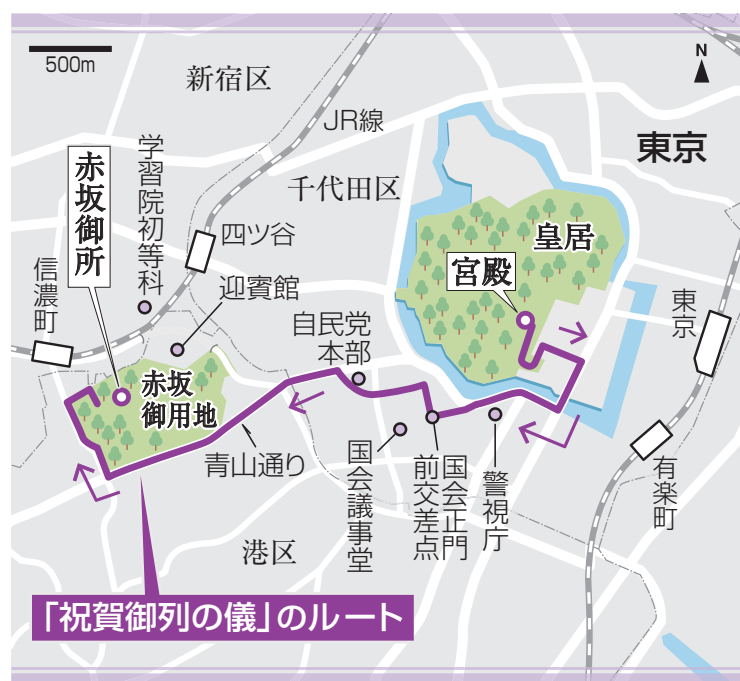 500m
N
新宿区
JR線
東京
学習院初等科
赤坂御所
千代田区
四ツ谷
皇居
宮殿
信濃町
迎賓館
東京
自民党
本部
赤坂
御用地
青山通り
国会議事堂
国会正門
前交差点
警視庁
有楽町
港区
「祝賀御列の儀」のルート